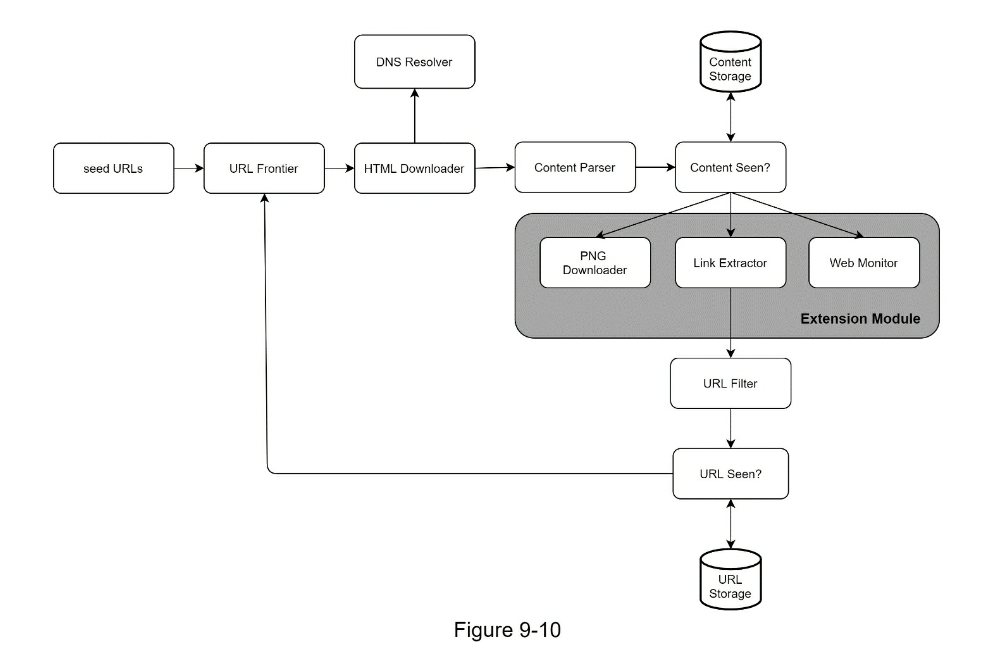 DNS Resolver
Content
Storage
seed URLs
URL Frontier
HTML Downloader
Content Parser
Content Seen?
PNG
Downloader
Link Extractor
Web Monitor
Extension Module
URL Filter
URL Seen?
URL
Storage
Figure 9-10